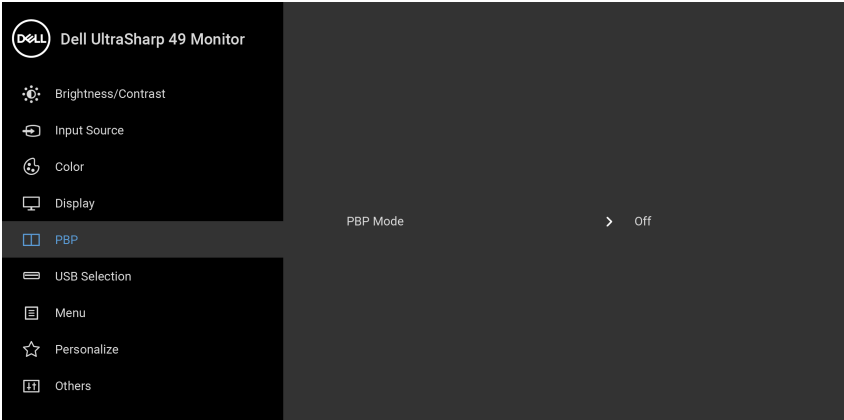 DELL
Dell UltraSharp 49 Monitor
Brightness/Contrast
Input Source
Color
Display
PBP Mode
Off
PBP
USB Selection
Menu
Personalize
Others